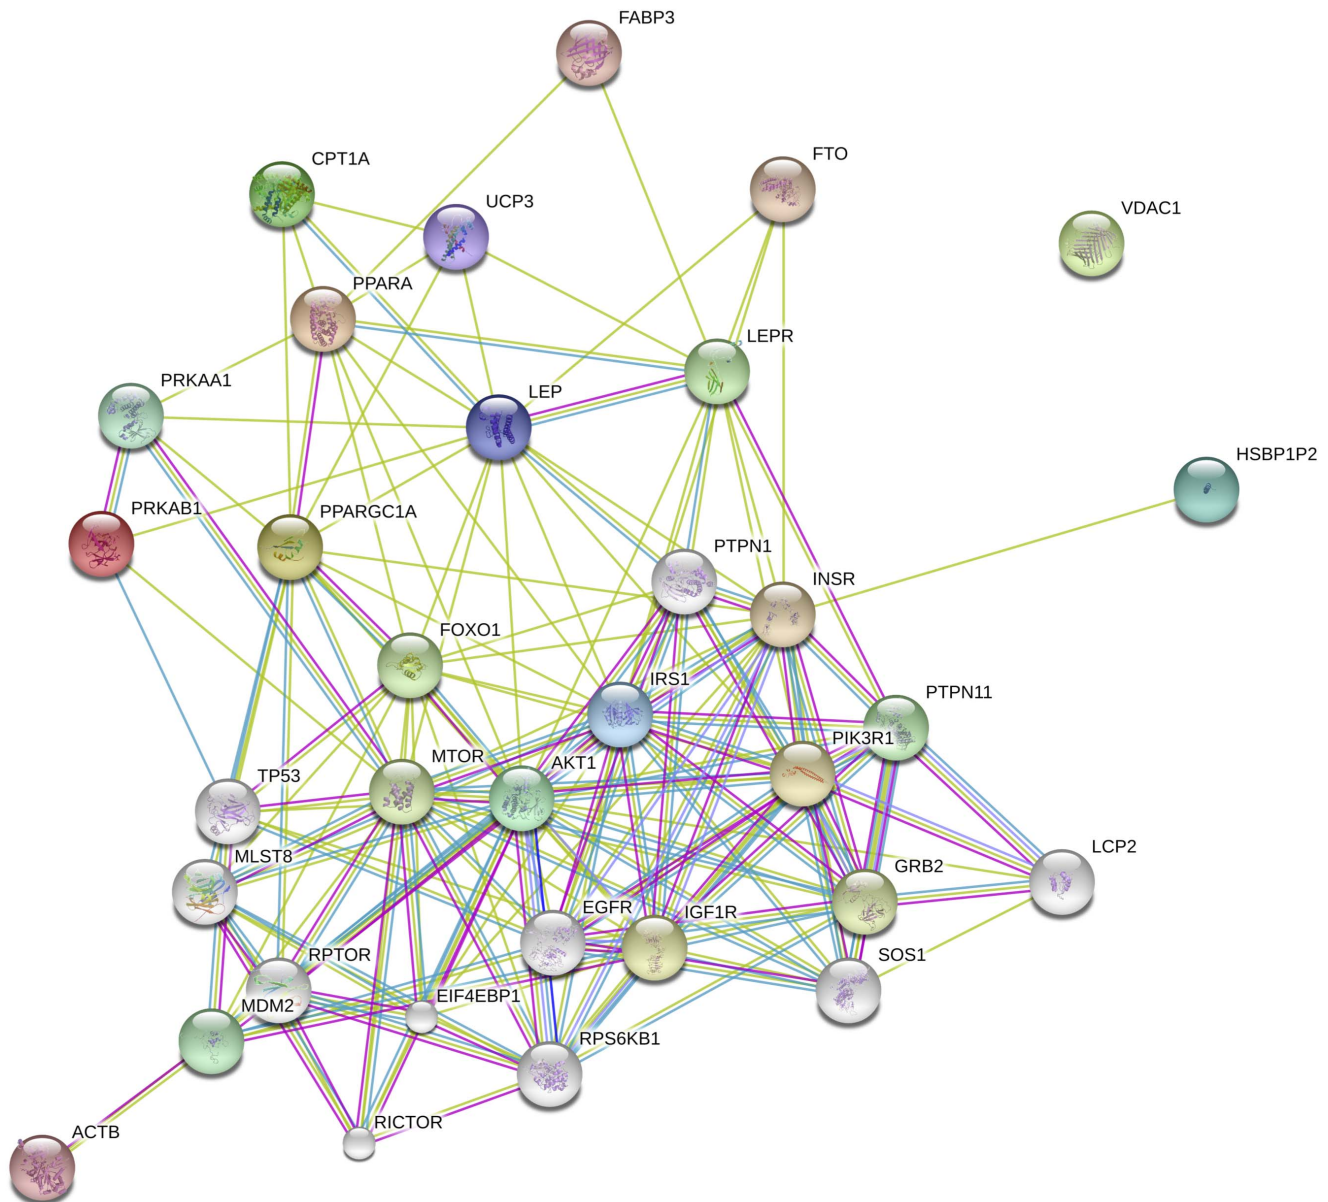 FABP3
FTO
CPT1A
UCP3
VDAC1
PPARA
LEPR
PRKAA1
LEP
HSBP1P2
PRKAB1
PPARGC1A
PTPN1
INSR
FOXO1
IRS1
PTPN11
PIK3R1
TP53
MTOR
AKT1
MLST8
GRB2
LCP2
EGFR
IGF1R
RPTOR
SOS1
EIF4EBP1
MDM2
RPS6KB1
RICTOR
ACTB